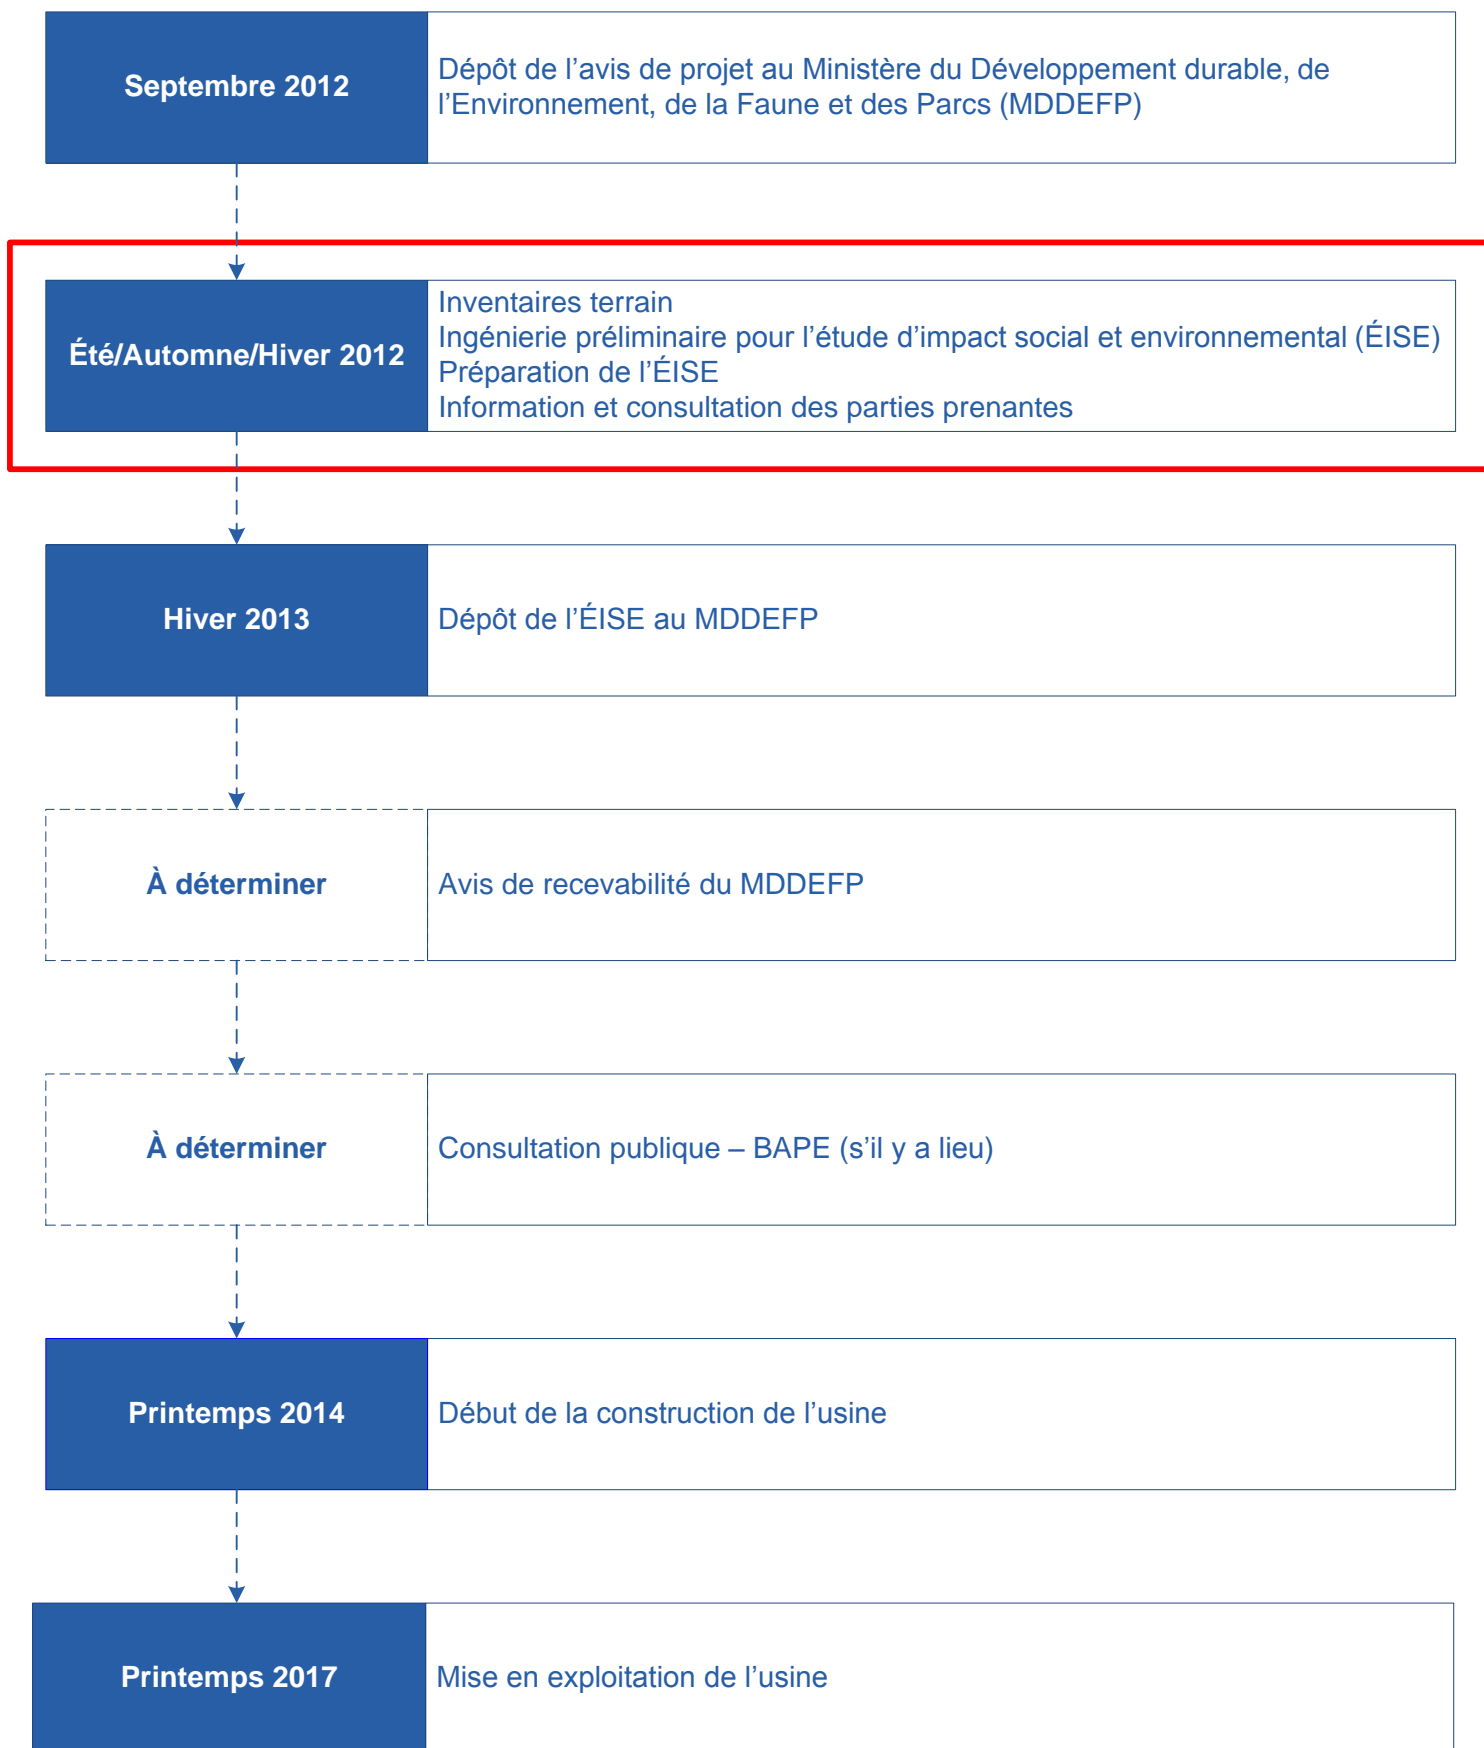 Septembre 2012
Dépôt de l’avis de projet au Ministère du Développement durable, de
l’Environnement, de la Faune et des Parcs (MDDEFP)
Été/Automne/Hiver 2012
Inventaires terrain
Ingénierie préliminaire pour l’étude d’impact social et environnemental (ÉISE)
Préparation de l’ÉISE
Information et consultation des parties prenantes
Hiver 2013
Dépôt de l’ÉISE au MDDEFP
À déterminer
Avis de recevabilité du MDDEFP
À déterminer
Consultation publique – BAPE (s’il y a lieu)
Printemps 2014
Début de la construction de l’usine
Printemps 2017
Mise en exploitation de l’usine